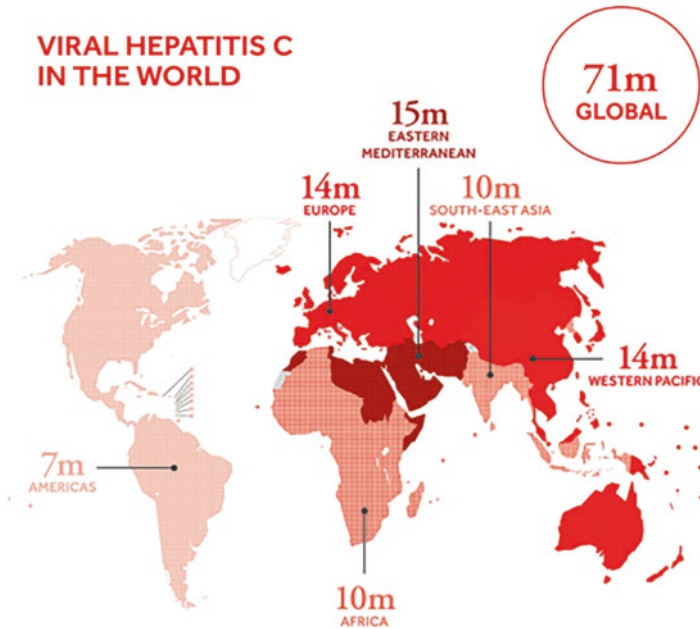 VIRAL HEPATITIS C
IN THE WORLD
71m
GLOBAL
15m
EASTERN
MEDITERRANEAN
14m
EUROPE
10m
SOUTH-EAST ASIA
14m
WESTERN PACIFIC
7m
AMERICAS
10m
AFRICA